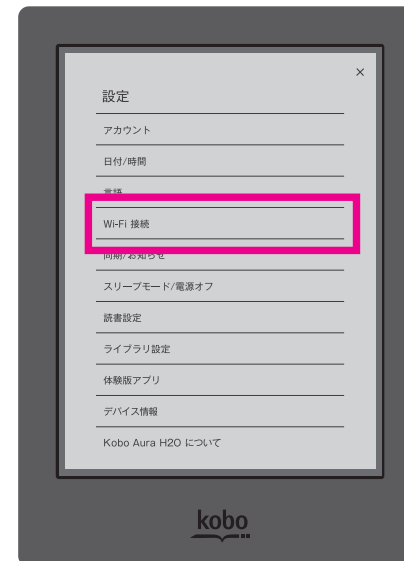 ×
設定
アカウント
日付/時間
言語
Wi-Fi 接続
同期/お知らせ
スリープモード/電源オフ
読書設定
ライブラリ設定
体験版アプリ
デバイス情報
Kobo Aura H2O について
kobo